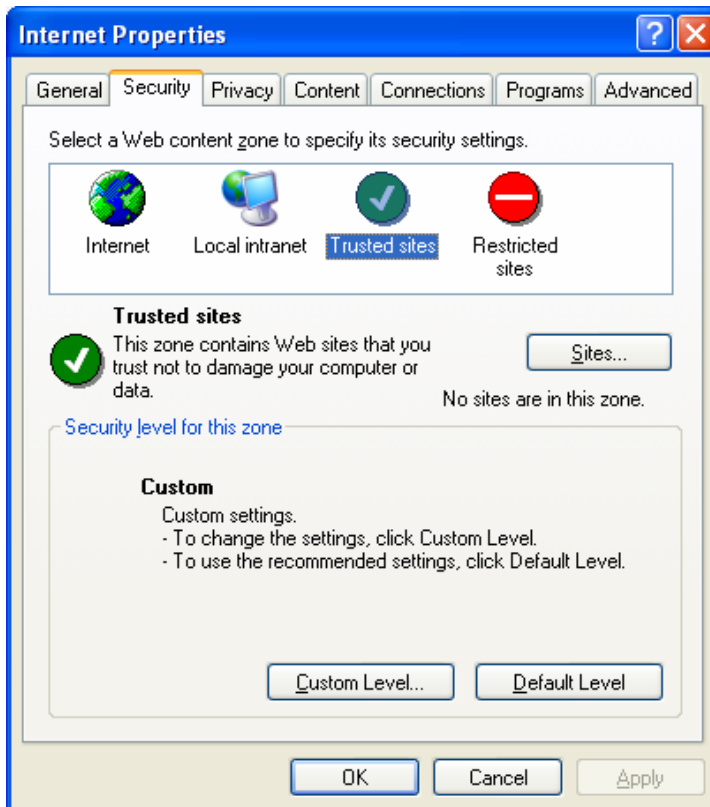 Internet Properties
General Security Privacy Content Connections Programs Advanced
Select a Web content zone to specify its security settings.
Internet Local intranet Trusted sites Restricted
sites
Trusted sites
This zone contains Web sites that you
trust not to damage your computer or
data.
Sites...
No sites are in this zone.
Security level for this zone
Custom
Custom settings.
- To change the settings, click Custom Level.
- To use the recommended settings, click Default Level.
Custom Level... Default Level
OK Cancel Apply